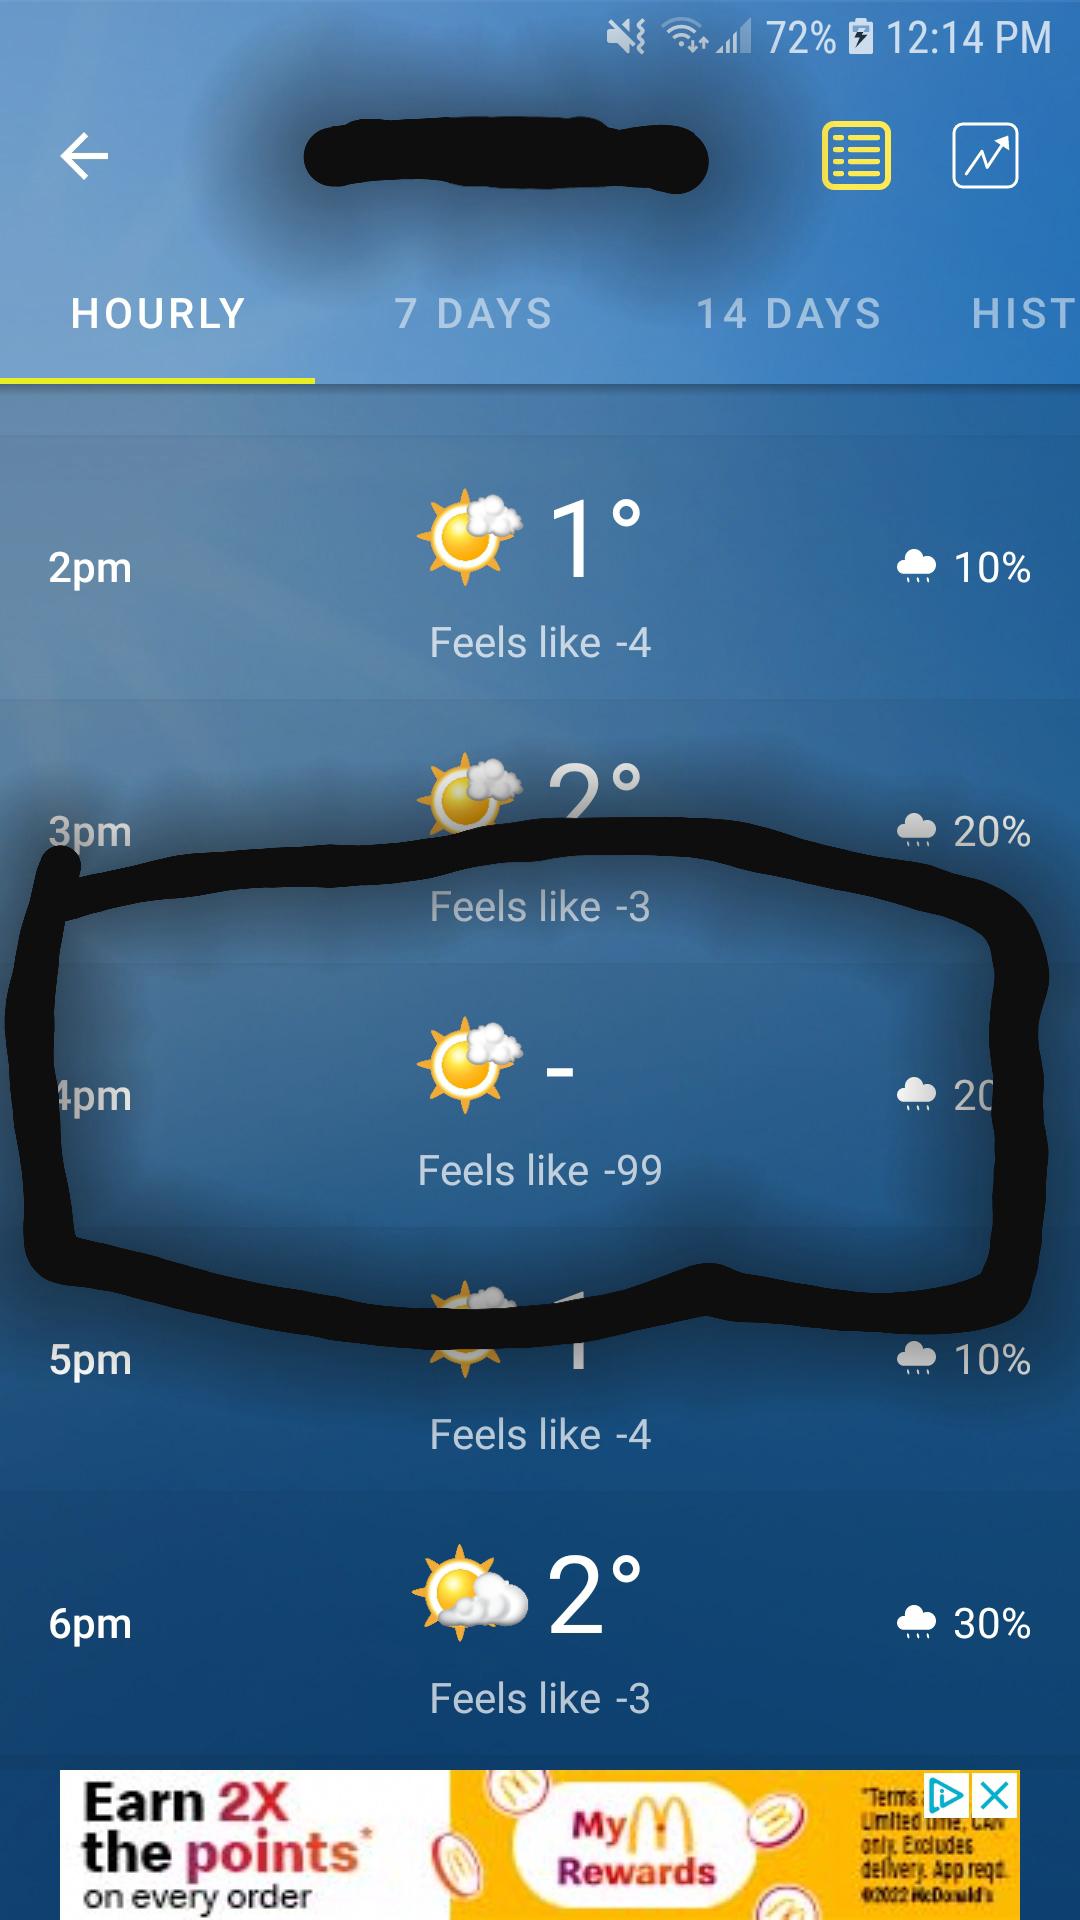 72% 12:14 PM
HOURLY 7 DAYS 14 DAYS HIST
2pm 1° 10%
Feels like -4
3pm 2° 20%
Feels like -3
4pm - 20
Feels like -99
5pm 1 10%
Feels like -4
6pm 2° 30%
Feels like -3
Earn 2X
the points*
on every order
My
Rewards
*Terms
Limited time, CAN
only. Excludes
delivery. App reqd.
©2022 McDonald's